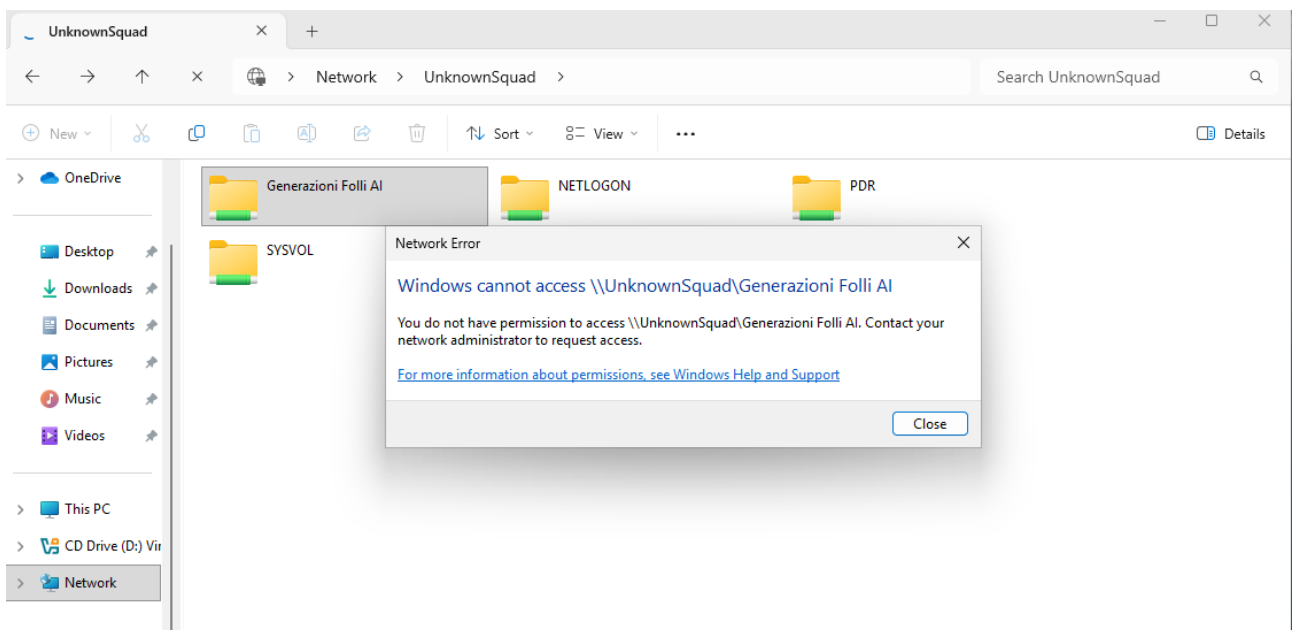 UnknownSquad
Network > UnknownSquad >
Search UnknownSquad
New
Sort
View
Details
OneDrive
Desktop
Downloads
Documents
Pictures
Music
Videos
This PC
CD Drive (D:) Vir
Network
Generazioni Folli AI
NETLOGON
PDR
SYSVOL
Network Error
Windows cannot access \\UnknownSquad\Generazioni Folli AI
You do not have permission to access \\UnknownSquad\Generazioni Folli AI. Contact your
network administrator to request access.
For more information about permissions, see Windows Help and Support
Close